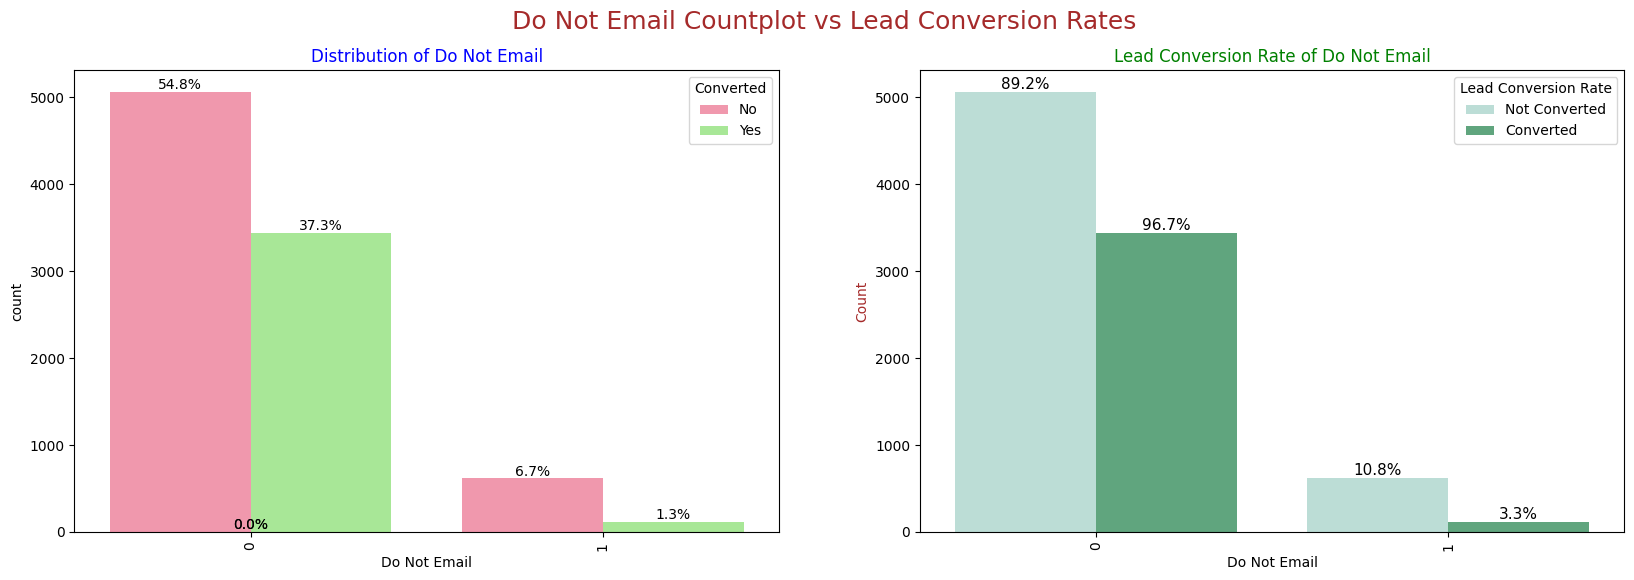 Do Not Email Countplot vs Lead Conversion Rates
Distribution of Do Not Email
54.8%
37.3%
6.7%
1.3%
0.0%
Converted
No
Yes
5000
4000
3000
2000
1000
0
count
0
1
Do Not Email
Lead Conversion Rate of Do Not Email
89.2%
96.7%
10.8%
3.3%
Lead Conversion Rate
Not Converted
Converted
5000
4000
3000
2000
1000
0
Count
0
1
Do Not Email